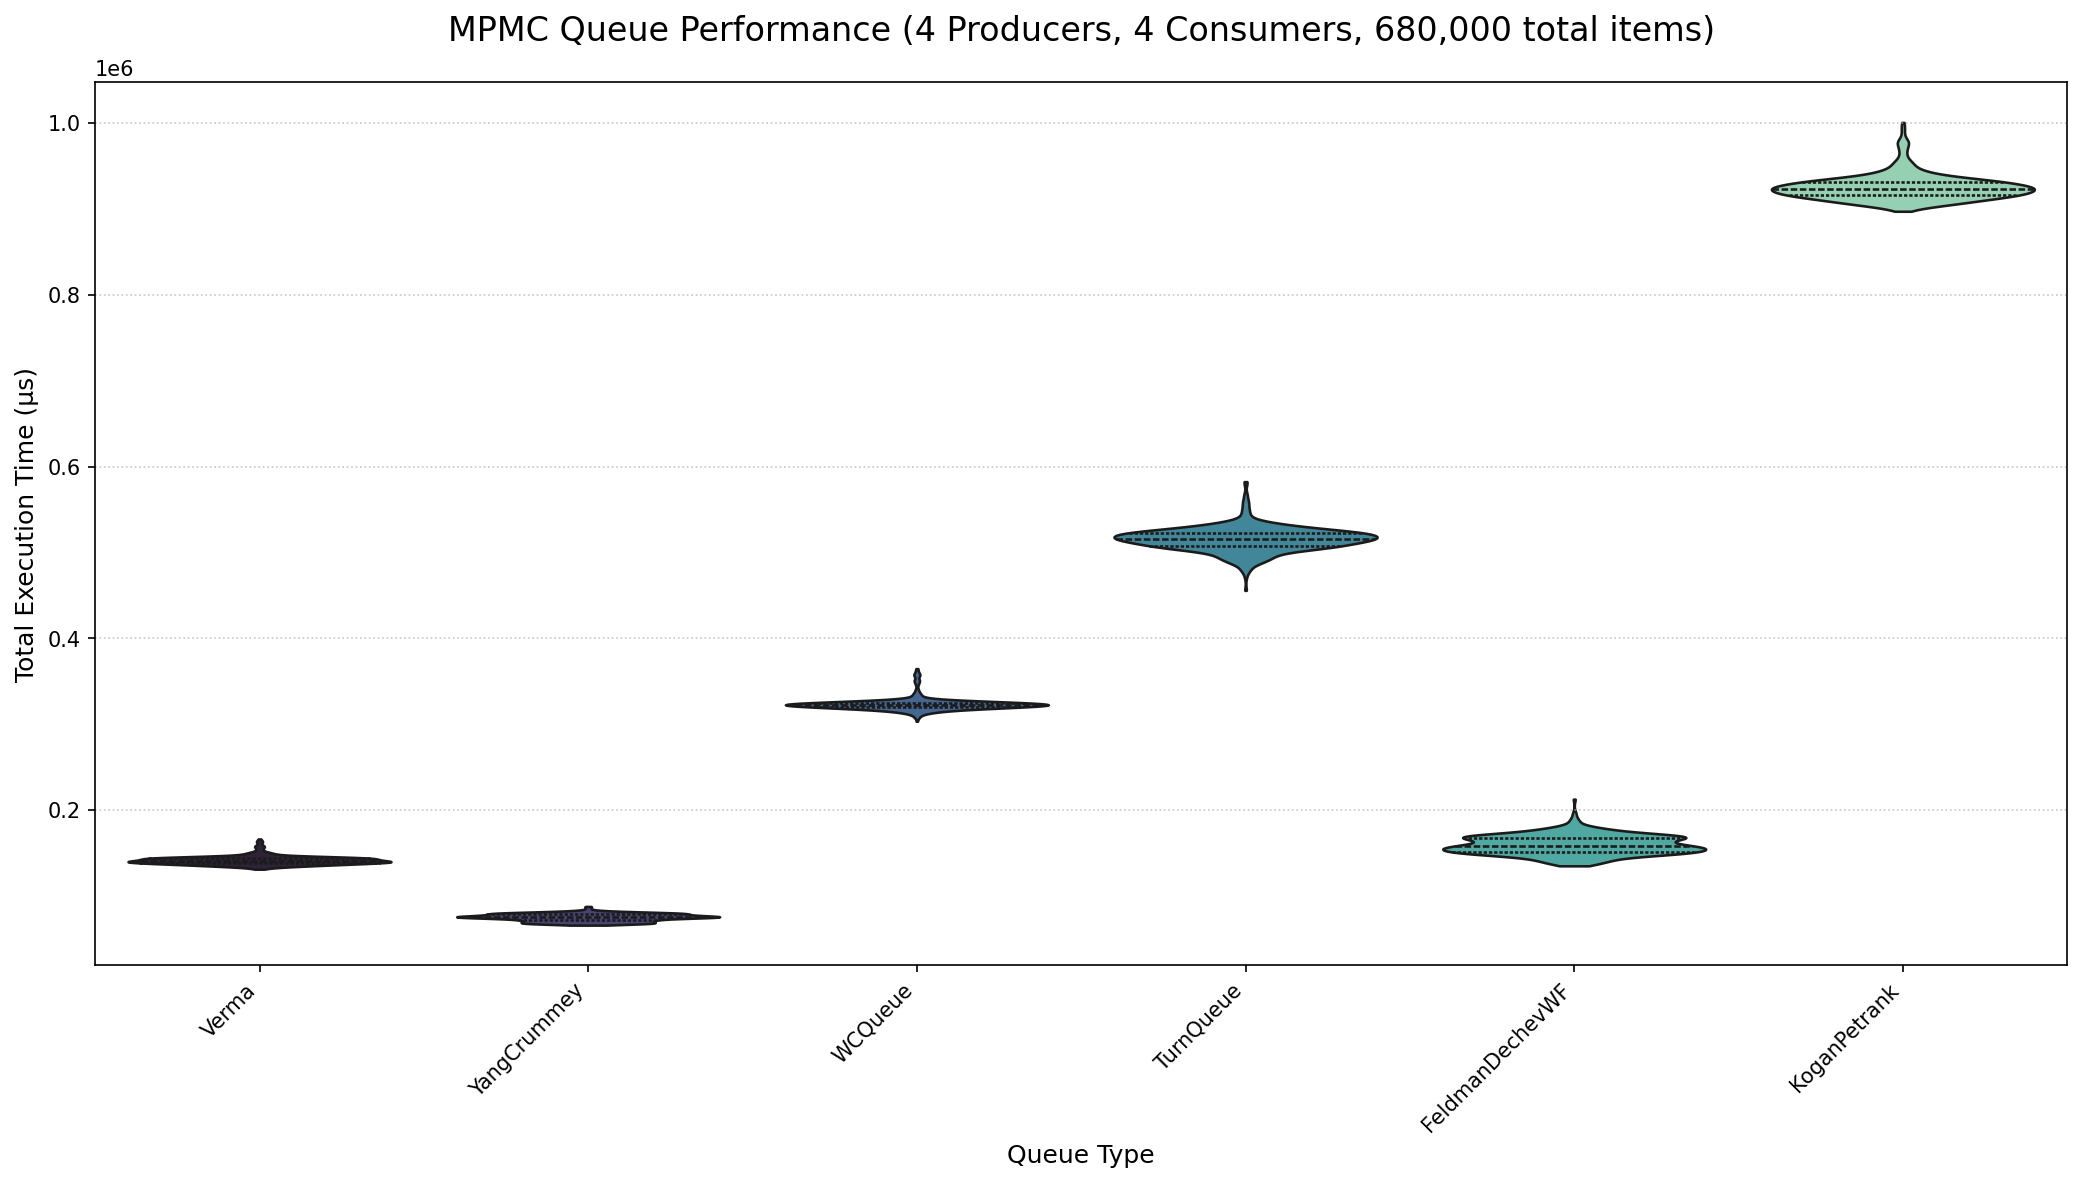 MPMC Queue Performance (4 Producers, 4 Consumers, 680,000 total items)
1e6
1.0
0.8
0.6
0.4
0.2
Total Execution Time (µs)
Verma
YangCrummey
WCQueue
TurnQueue
FeldmanDechevWF
KoganPetrank
Queue Type